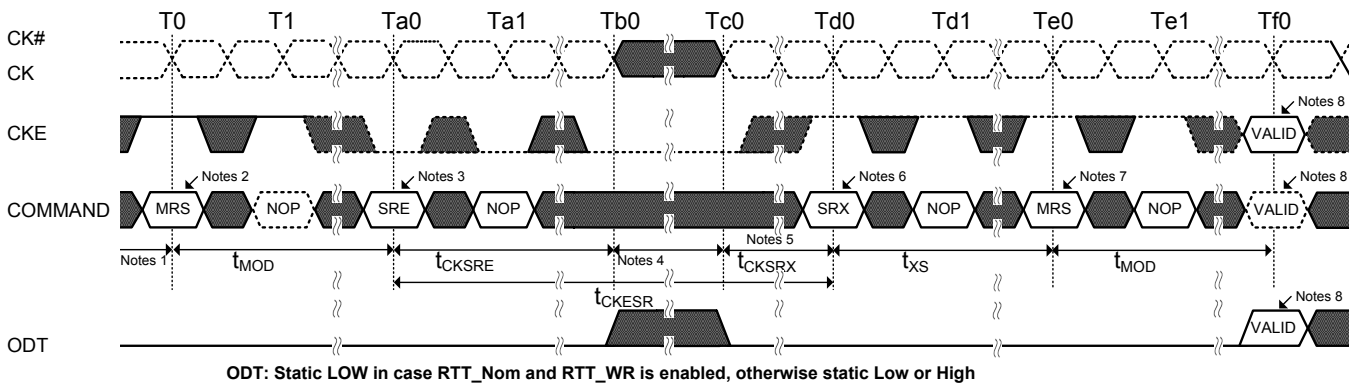 T0 T1 Ta0 Ta1 Tb0 Tc0 Td0 Td1 Te0 Te1 Tf0
CK#
CK
Notes 8
CKE VALID
Notes 2 Notes 3 Notes 6 Notes 7 Notes 8
COMMAND MRS NOP SRE NOP SRX NOP MRS NOP VALID
Notes 1 tMOD tCKSRE Notes 4 Notes 5 tCKSRX tXS tMOD
tCKESR
Notes 8
VALID
ODT
ODT: Static LOW in case RTT_Nom and RTT_WR is enabled, otherwise static Low or High